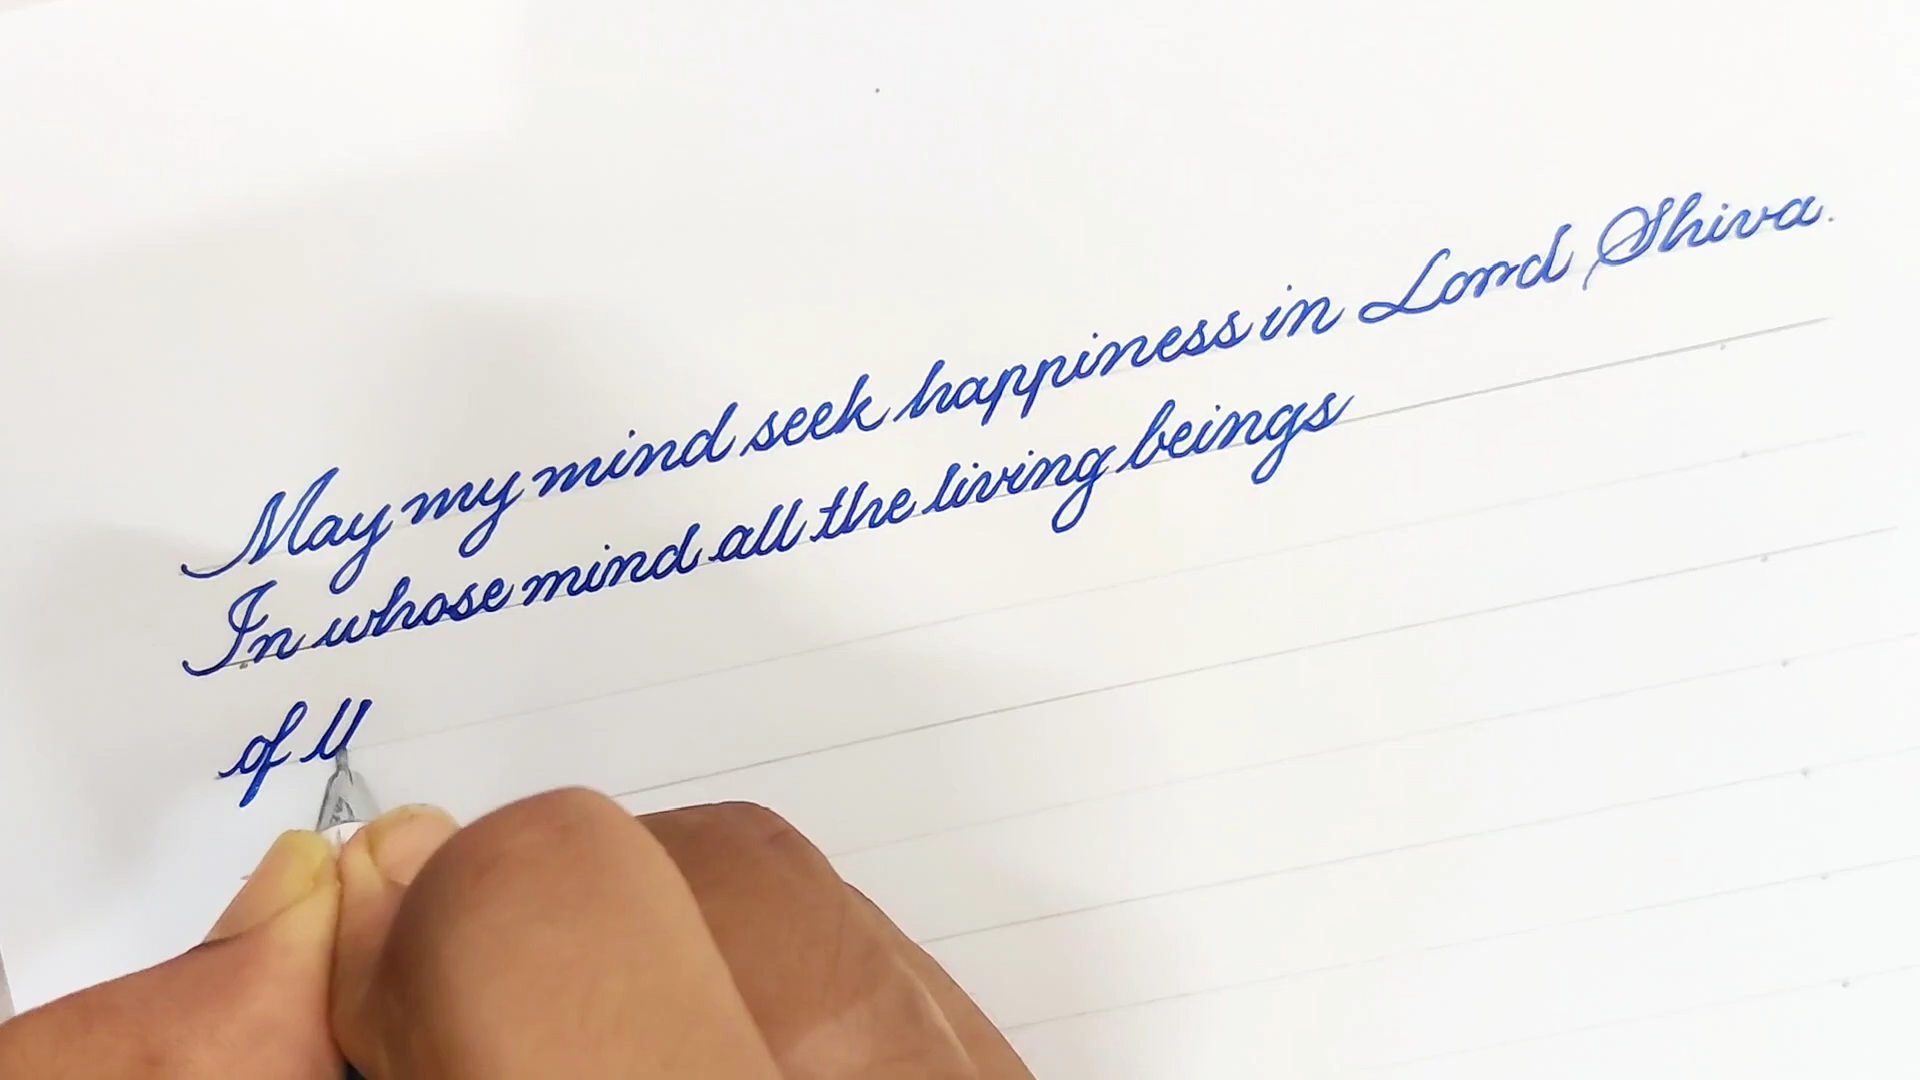 May my mind seek happiness in Lord Shiva.
In whose mind all the living beings
of